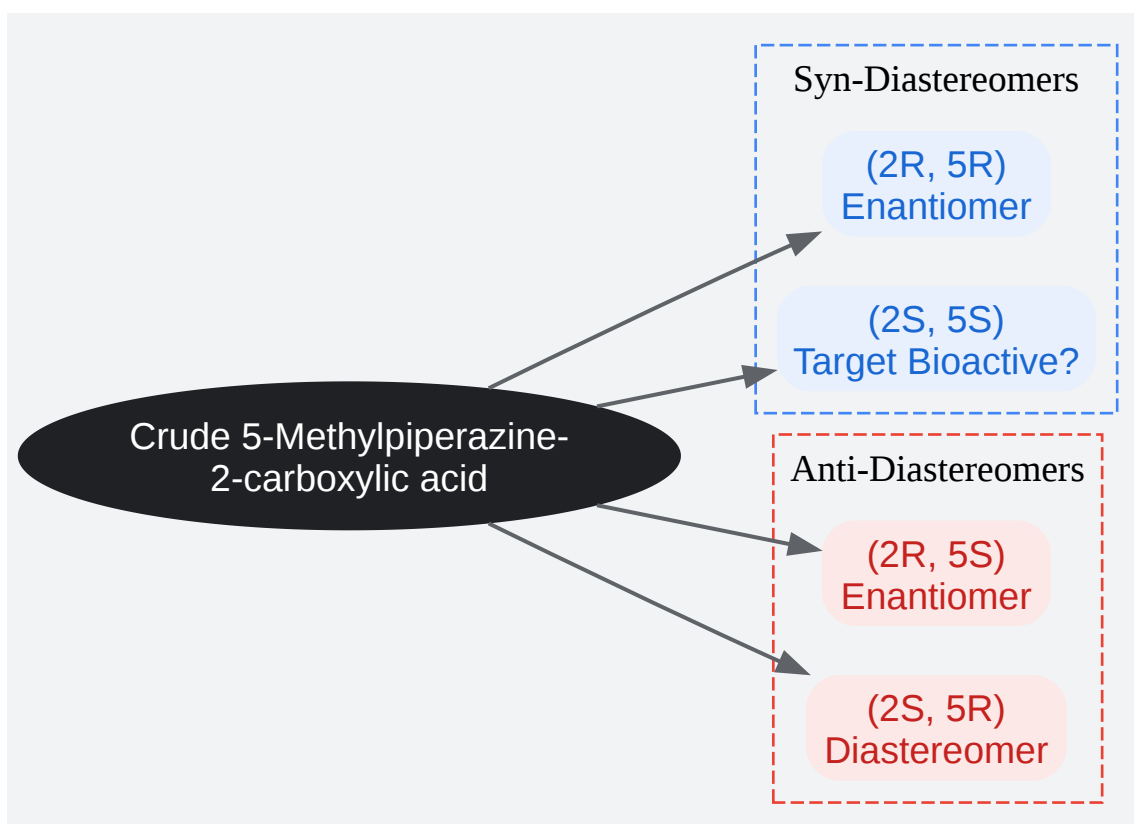 Syn-Diastereomers
(2R, 5R)
Enantiomer
(2S, 5S)
Target Bioactive?
Crude 5-Methylpiperazine-
2-carboxylic acid
Anti-Diastereomers
(2R, 5S)
Enantiomer
(2S, 5R)
Diastereomer